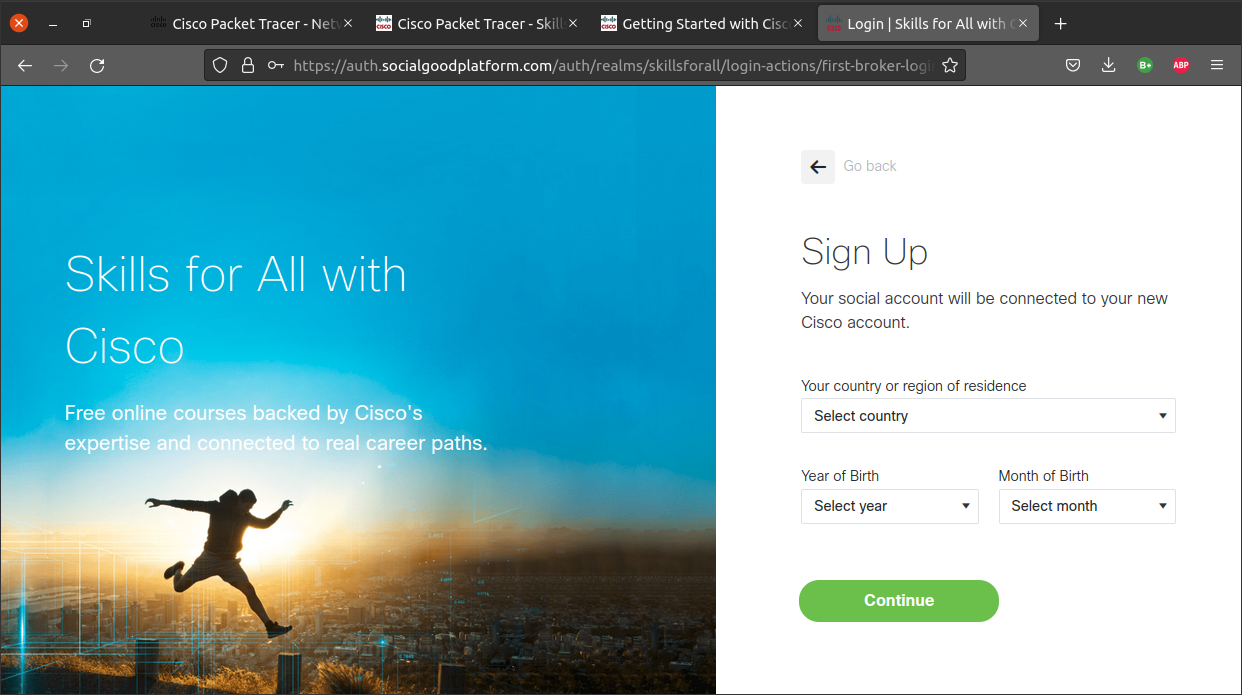 Cisco Packet Tracer - Netw
Cisco Packet Tracer - Skill
Getting Started with Cisc
Login | Skills for All with C
https://auth.socialgoodplatform.com/auth/realms/skillsforall/login-actions/first-broker-login
B+
ABP
Go back
Skills for All with
Cisco
Free online courses backed by Cisco's
expertise and connected to real career paths.
Sign Up
Your social account will be connected to your new
Cisco account.
Your country or region of residence
Select country
Year of Birth
Month of Birth
Select year
Select month
Continue